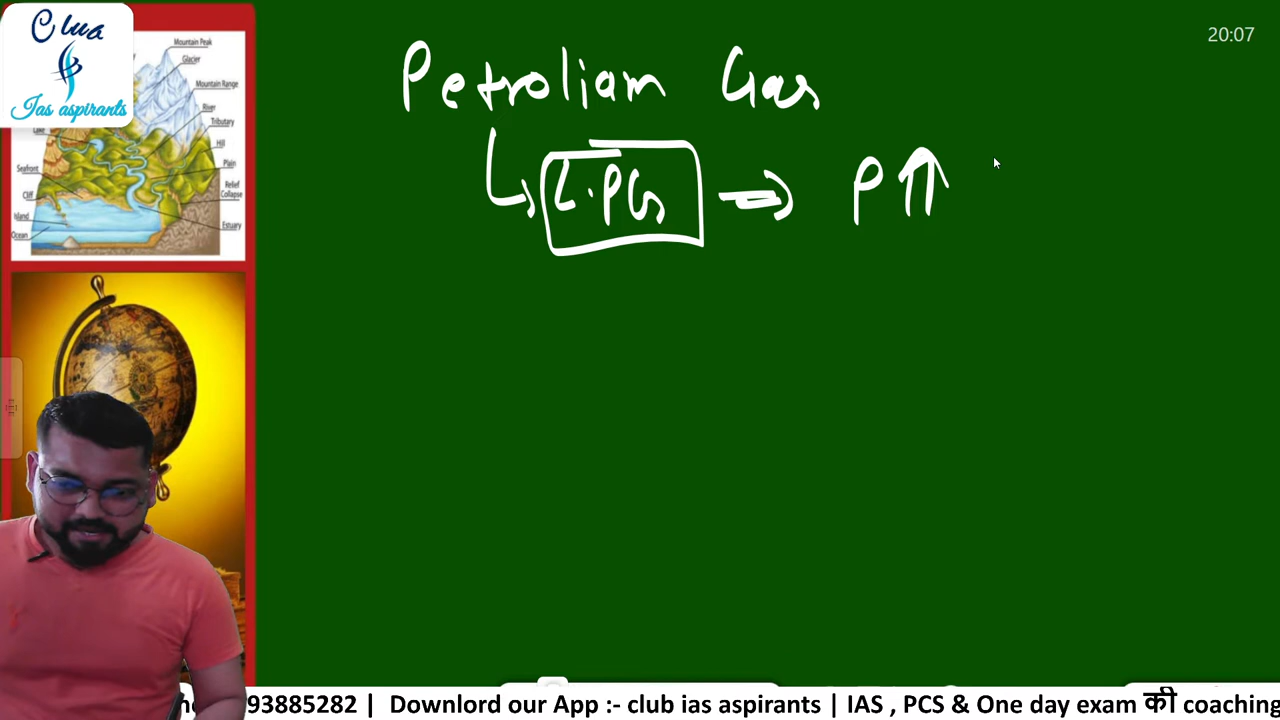 Clua
Ias aspirants
20:07
Petroliam Gas
L.PG → P↑↑
Mountain Peak
Glacier
Mountain Range
River
Tributary
Hill
Plain
Relief
Collapse
Estuary
Lake
Seafront
Cliff
Island
Ocean
93885282 | Downlord our App :- club ias aspirants | IAS , PCS & One day exam की coaching